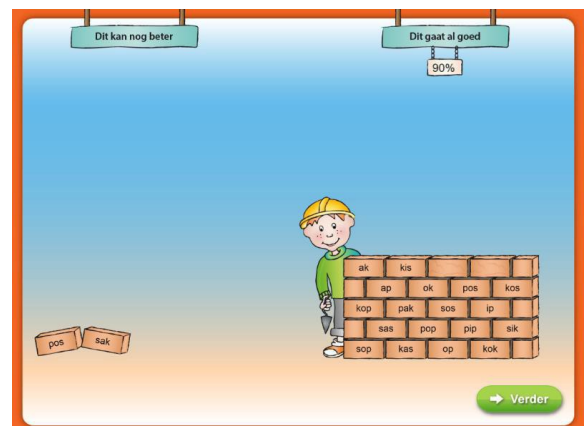 Dit kan nog beter
Dit gaat al goed
90%
ak kis
ap ok pos kos
kop pak sos ip
sas pop pip sik
sop kas op kok
pos sak
Verder